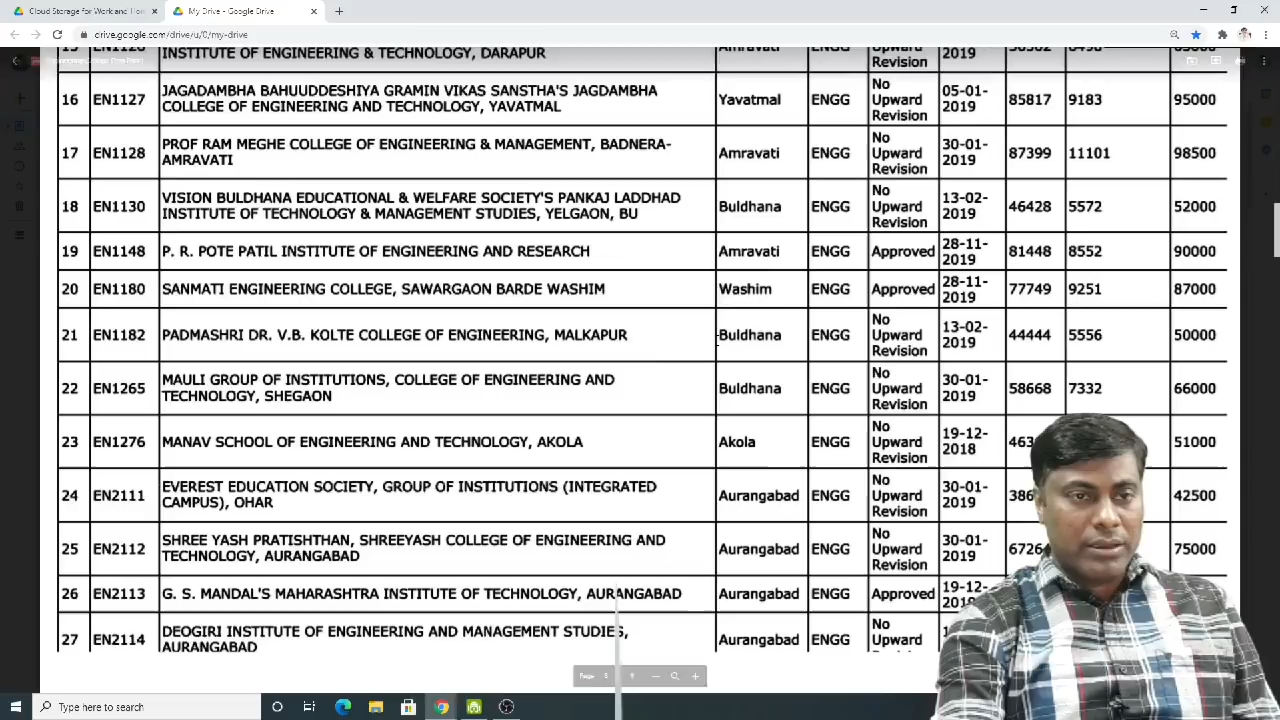 Cloud Storage for Work and Ho
My Drive - Google Drive
drive.google.com/drive/u/0/my-drive
INSTITUTE OF ENGINEERING & TECHNOLOGY, DARAPUR
Upward
Revision
2019
16 EN1127 JAGADAMBHA BAHUUDDESHIYA GRAMIN VIKAS SANSTHA'S JAGDAMBHA
COLLEGE OF ENGINEERING AND TECHNOLOGY, YAVATMAL
Yavatmal ENGG
No
Upward
Revision
05-01-
2019
85817 9183 95000
17 EN1128 PROF RAM MEGHE COLLEGE OF ENGINEERING & MANAGEMENT, BADNERA-
AMRAVATI
Amravati ENGG
No
Upward
Revision
30-01-
2019
87399 11101 98500
18 EN1130 VISION BULDHANA EDUCATIONAL & WELFARE SOCIETY'S PANKAJ LADDHAD
INSTITUTE OF TECHNOLOGY & MANAGEMENT STUDIES, YELGAON, BU
Buldhana ENGG
No
Upward
Revision
13-02-
2019
46428 5572 52000
19 EN1148 P. R. POTE PATIL INSTITUTE OF ENGINEERING AND RESEARCH
Amravati ENGG Approved
28-11-
2019
81448 8552 90000
20 EN1180 SANMATI ENGINEERING COLLEGE, SAWARGAON BARDE WASHIM
Washim ENGG Approved
28-11-
2019
77749 9251 87000
21 EN1182 PADMASHRI DR. V.B. KOLTE COLLEGE OF ENGINEERING, MALKAPUR
Buldhana ENGG
No
Upward
Revision
13-02-
2019
44444 5556 50000
22 EN1265 MAULI GROUP OF INSTITUTIONS, COLLEGE OF ENGINEERING AND
TECHNOLOGY, SHEGAON
Buldhana ENGG
No
Upward
Revision
30-01-
2019
58668 7332 66000
23 EN1276 MANAV SCHOOL OF ENGINEERING AND TECHNOLOGY, AKOLA
Akola ENGG
No
Upward
Revision
19-12-
2018
463
51000
24 EN2111 EVEREST EDUCATION SOCIETY, GROUP OF INSTITUTIONS (INTEGRATED
CAMPUS), OHAR
Aurangabad ENGG
No
Upward
Revision
30-01-
2019
386
42500
25 EN2112 SHREE YASH PRATISHTHAN, SHREEYASH COLLEGE OF ENGINEERING AND
TECHNOLOGY, AURANGABAD
Aurangabad ENGG
No
Upward
Revision
30-01-
2019
6726
75000
26 EN2113 G. S. MANDAL'S MAHARASHTRA INSTITUTE OF TECHNOLOGY, AURANGABAD
Aurangabad ENGG Approved
19-12-
27 EN2114 DEOGIRI INSTITUTE OF ENGINEERING AND MANAGEMENT STUDIES,
AURANGABAD
Aurangabad ENGG
No
Upward
Page 5
9
Type here to search